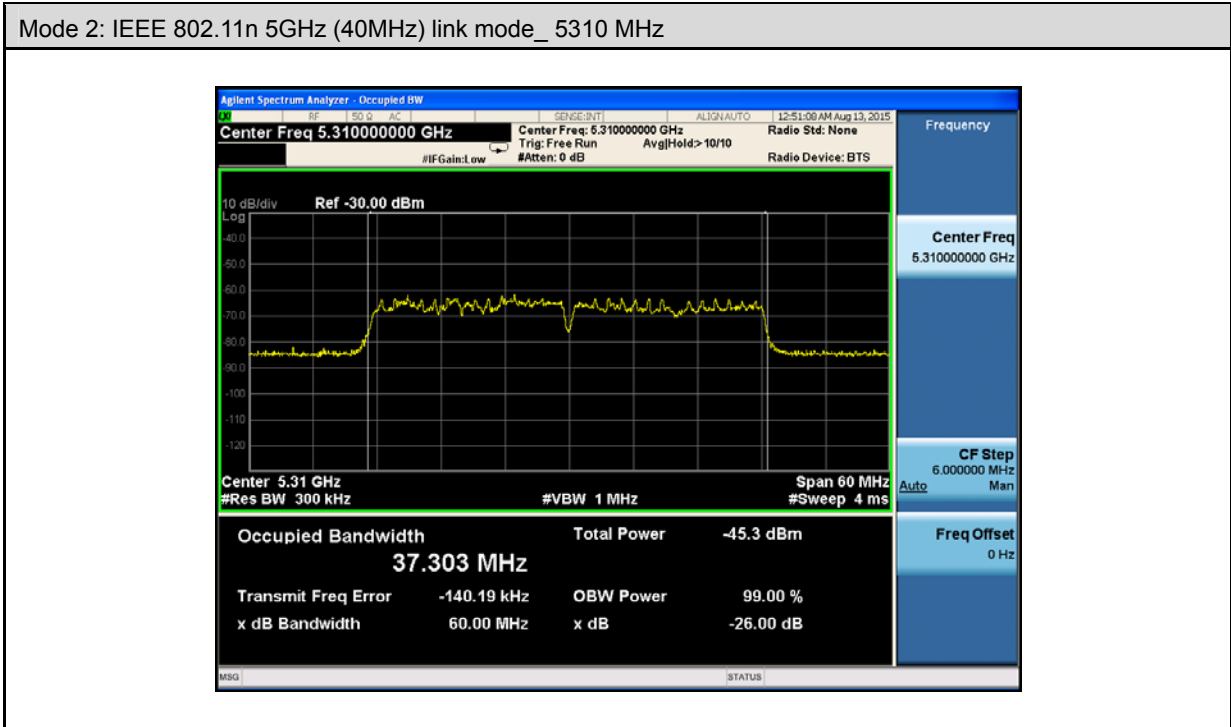 Mode 2: IEEE 802.11n 5GHz (40MHz) link mode_ 5310 MHz
Agilent Spectrum Analyzer - Occupied BW
RF 50 Ω AC SENSE:INT ALIGN AUTO 12:51:08 AM Aug 13, 2015
Center Freq 5.310000000 GHz
Center Freq: 5.310000000 GHz
Radio Std: None
Trig: Free Run Avg|Hold:> 10/10
#IFGain:Low
#Atten: 0 dB
Radio Device: BTS
10 dB/div Ref -30.00 dBm
Log
-40.0
-50.0
-60.0
-70.0
-80.0
-90.0
-100
-110
-120
Center 5.31 GHz Span 60 MHz
#Res BW 300 kHz #VBW 1 MHz #Sweep 4 ms
Occupied Bandwidth Total Power -45.3 dBm
37.303 MHz
Transmit Freq Error -140.19 kHz OBW Power 99.00 %
x dB Bandwidth 60.00 MHz x dB -26.00 dB
MSG STATUS
Frequency
Center Freq
5.310000000 GHz
CF Step
6.000000 MHz
Auto Man
Freq Offset
0 Hz